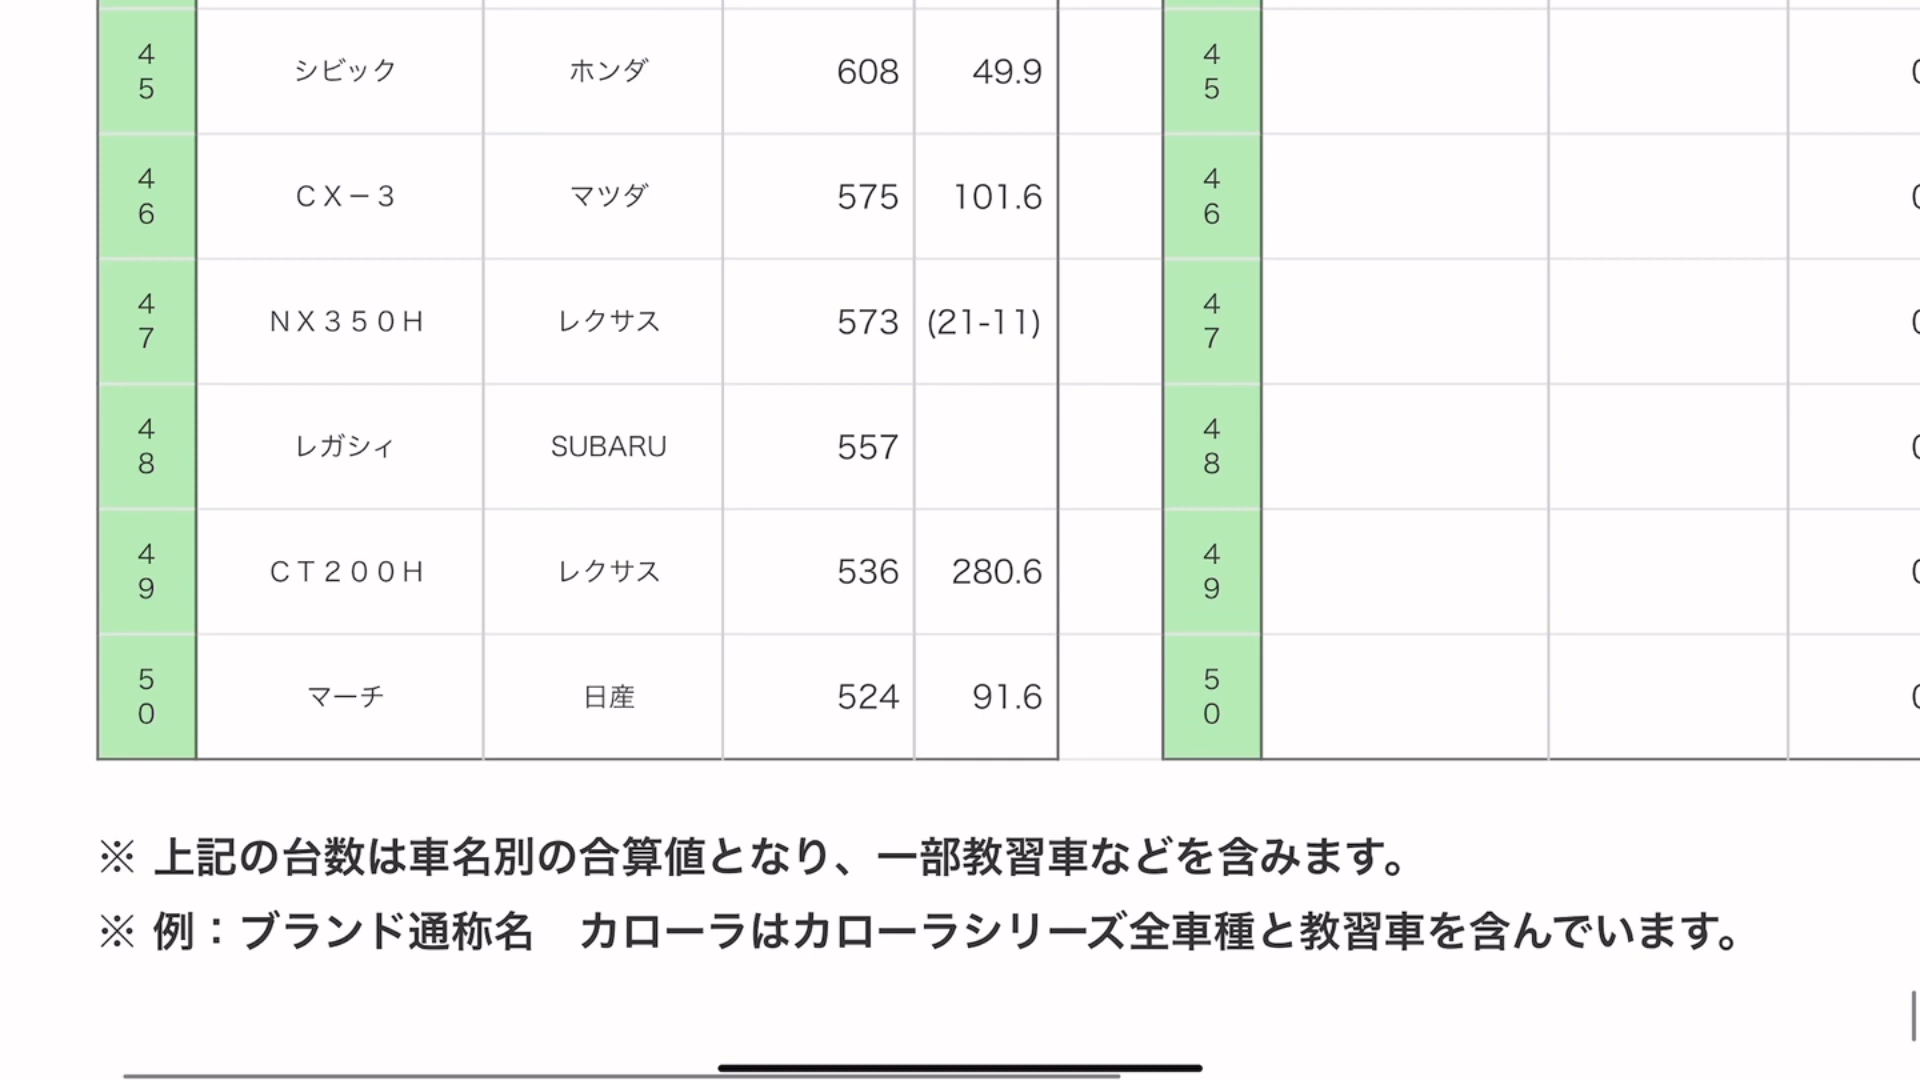 45 シビック ホンダ 608 49.9 45
46 ＣＸ－３ マツダ 575 101.6 46
47 ＮＸ３５０Ｈ レクサス 573 (21-11) 47
48 レガシィ SUBARU 557 48
49 ＣＴ２００Ｈ レクサス 536 280.6 49
50 マーチ 日産 524 91.6 50
※ 上記の台数は車名別の合算値となり、一部教習車などを含みます。
※ 例：ブランド通称名　カローラはカローラシリーズ全車種と教習車を含んでいます。